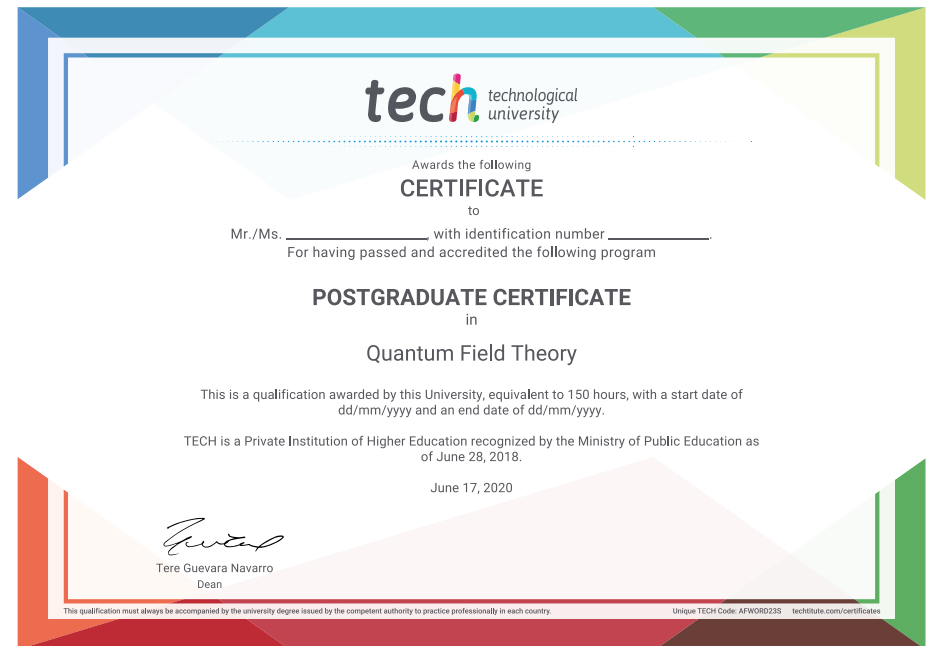 tech technological
university
Awards the following
CERTIFICATE
to
Mr./Ms. ____________________, with identification number ______________.
For having passed and accredited the following program
POSTGRADUATE CERTIFICATE
in
Quantum Field Theory
This is a qualification awarded by this University, equivalent to 150 hours, with a start date of
dd/mm/yyyy and an end date of dd/mm/yyyy.
TECH is a Private Institution of Higher Education recognized by the Ministry of Public Education as
of June 28, 2018.
June 17, 2020
Tere Guevara Navarro
Dean
This qualification must always be accompanied by the university degree issued by the competent authority to practice professionally in each country. Unique TECH Code: AFWORD23S techtitute.com/certificates